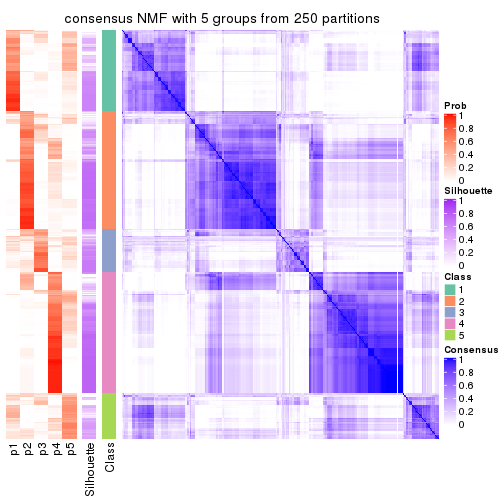 consensus NMF with 5 groups from 250 partitions
Prob
1
0.8
0.6
0.4
0.2
0
Silhouette
1
0.8
0.6
0.4
0.2
0
Class
1
2
3
4
5
Consensus
1
0.8
0.6
0.4
0.2
0
p1
p2
p3
p4
p5
Silhouette
Class